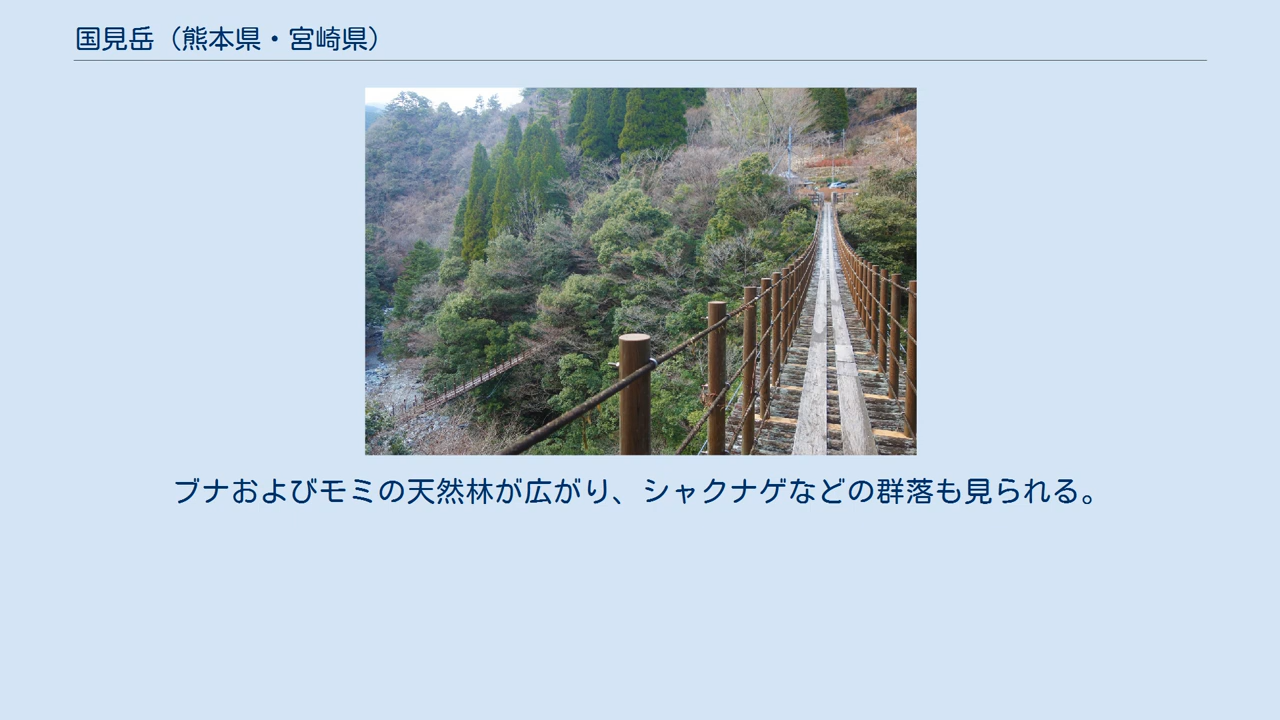 国見岳（熊本県・宮崎県）
ブナおよびモミの天然林が広がり、シャクナゲなどの群落も見られる。